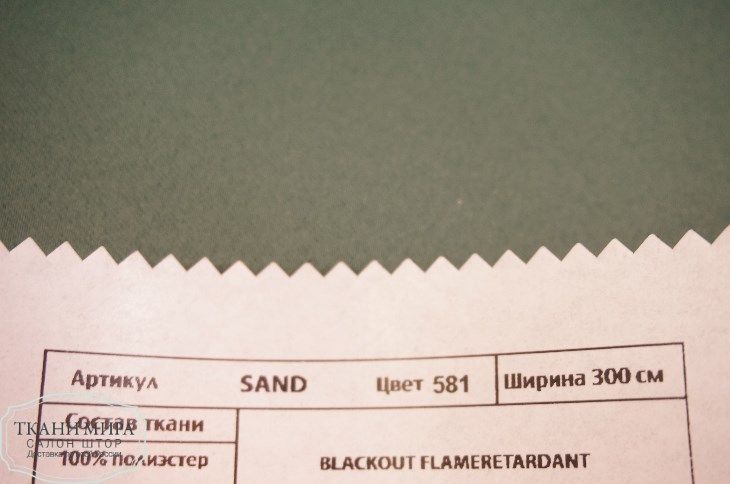 Артикул SAND Цвет 581 Ширина 300 см
Состав ткани
100% полиэстер BLACKOUT FLAMERETARDANT
ТКАНИ МИРА
САЛОН ШТОР